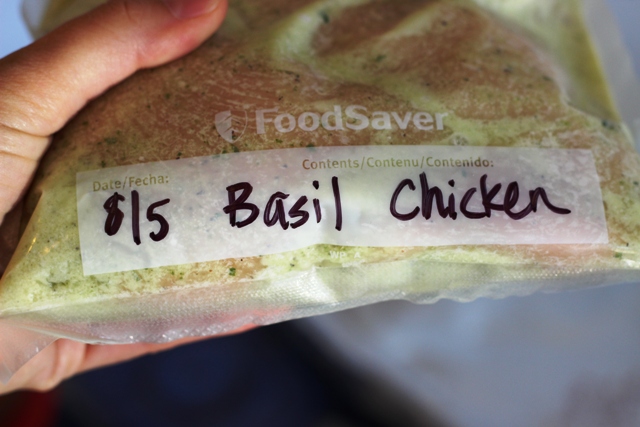 FoodSaver
Date/Fecha: Contents/Contenu/Contenido:
8/5 Basil Chicken